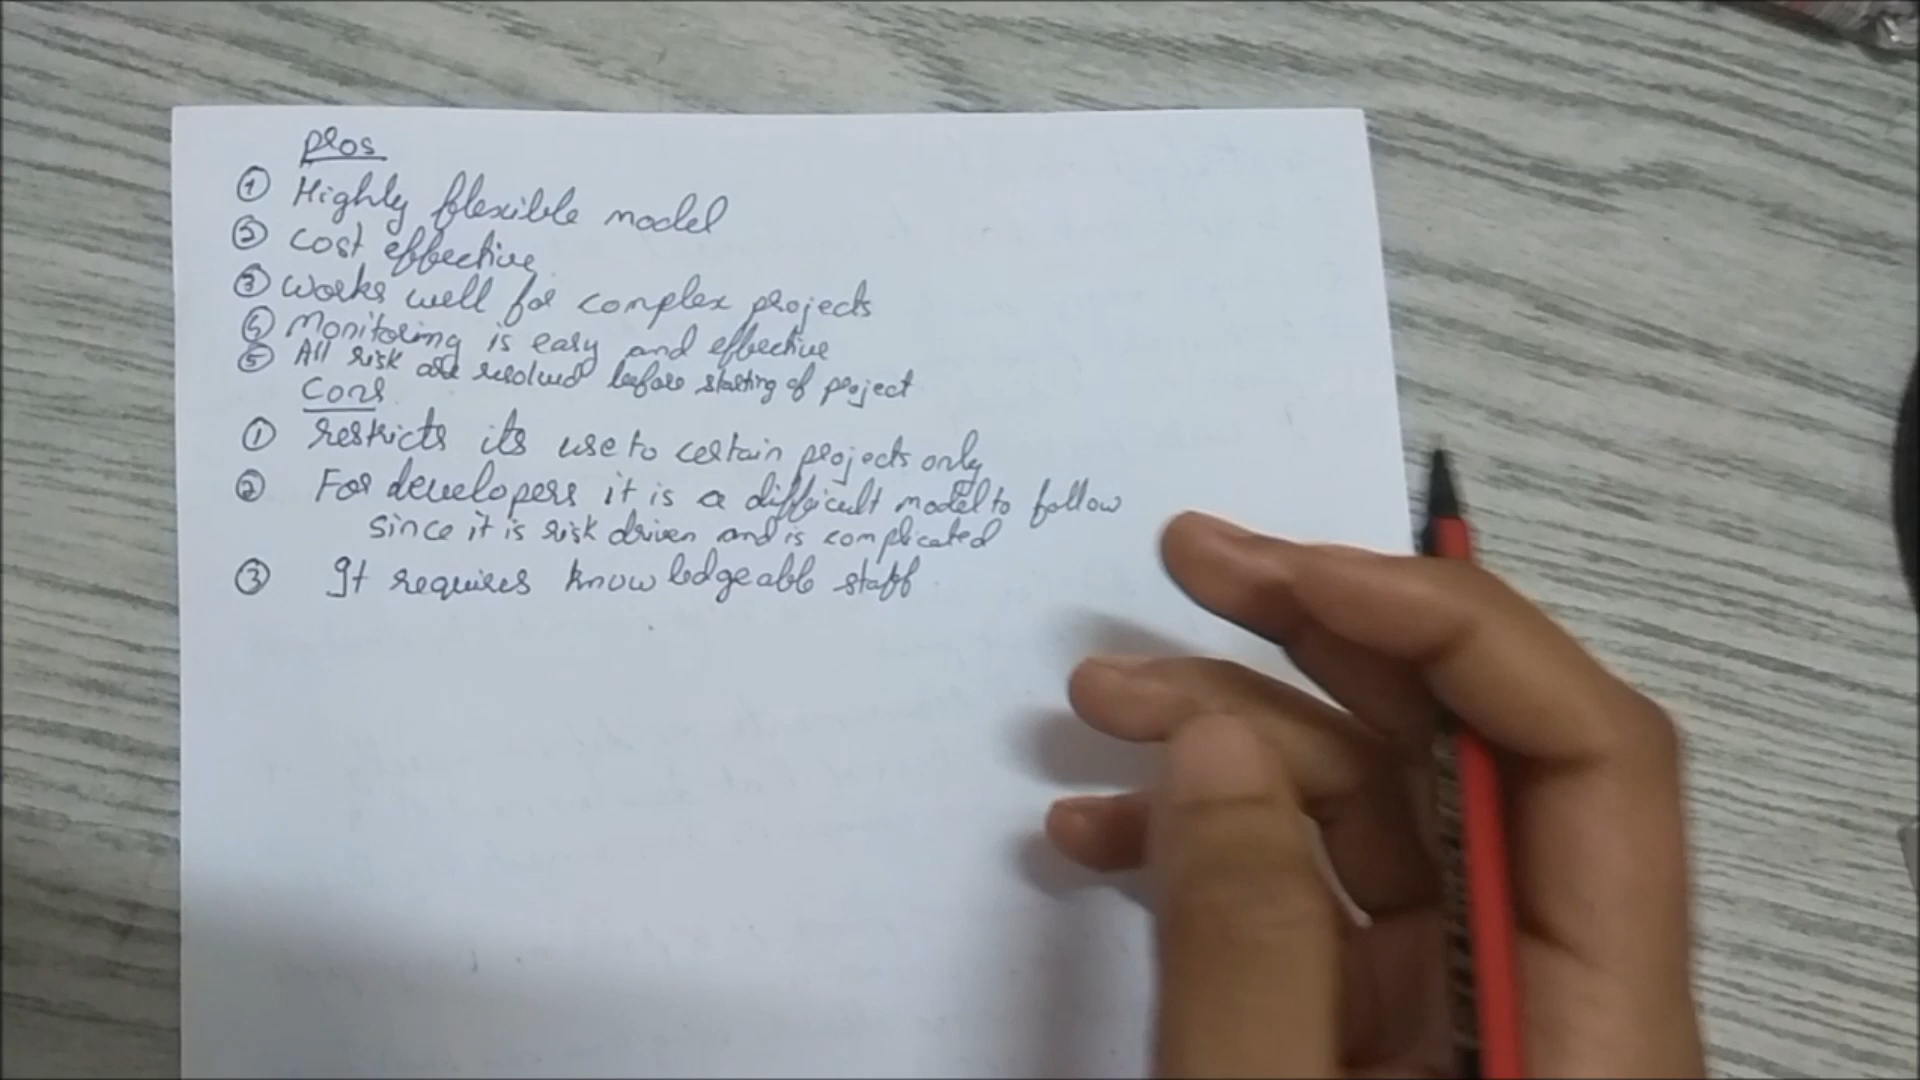 Pros
① Highly flexible model
② cost effective
③ works well for complex projects
④ Monitoring is easy and effective
⑤ All risk are resolved before starting of project
Cons
① restricts its use to certain projects only
② For developers it is a difficult model to follow
since it is risk driven and is complicated
③ It requires knowledgeable staff